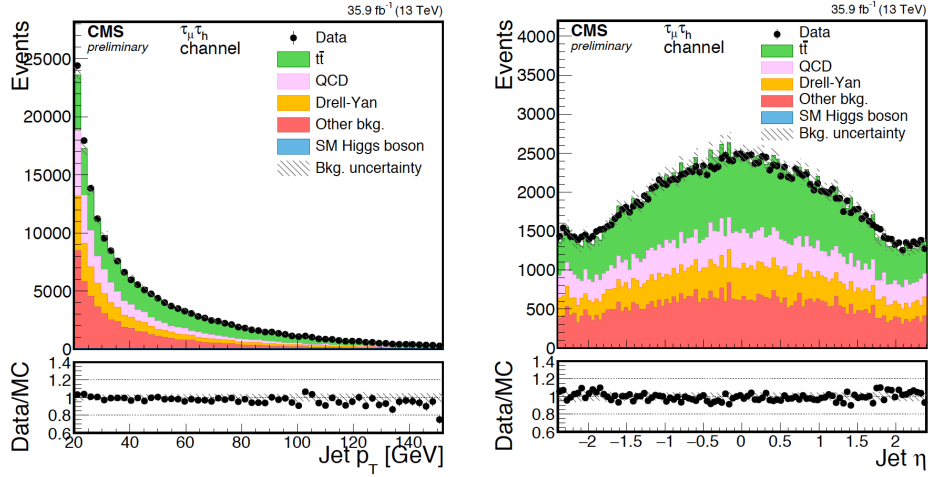 35.9 fb⁻¹ (13 TeV)
CMS
preliminary
τμτh
channel
Data
tt̄
QCD
Drell-Yan
Other bkg.
SM Higgs boson
Bkg. uncertainty
Events
25000
20000
15000
10000
5000
0
Data/MC
1.4
1.2
1
0.8
0.6
20 40 60 80 100 120 140
Jet pT [GeV]
35.9 fb⁻¹ (13 TeV)
CMS
preliminary
τμτh
channel
Data
tt̄
QCD
Drell-Yan
Other bkg.
SM Higgs boson
Bkg. uncertainty
Events
4000
3500
3000
2500
2000
1500
1000
500
0
Data/MC
1.4
1.2
1
0.8
0.6
−2 −1.5 −1 −0.5 0 0.5 1 1.5 2
Jet η